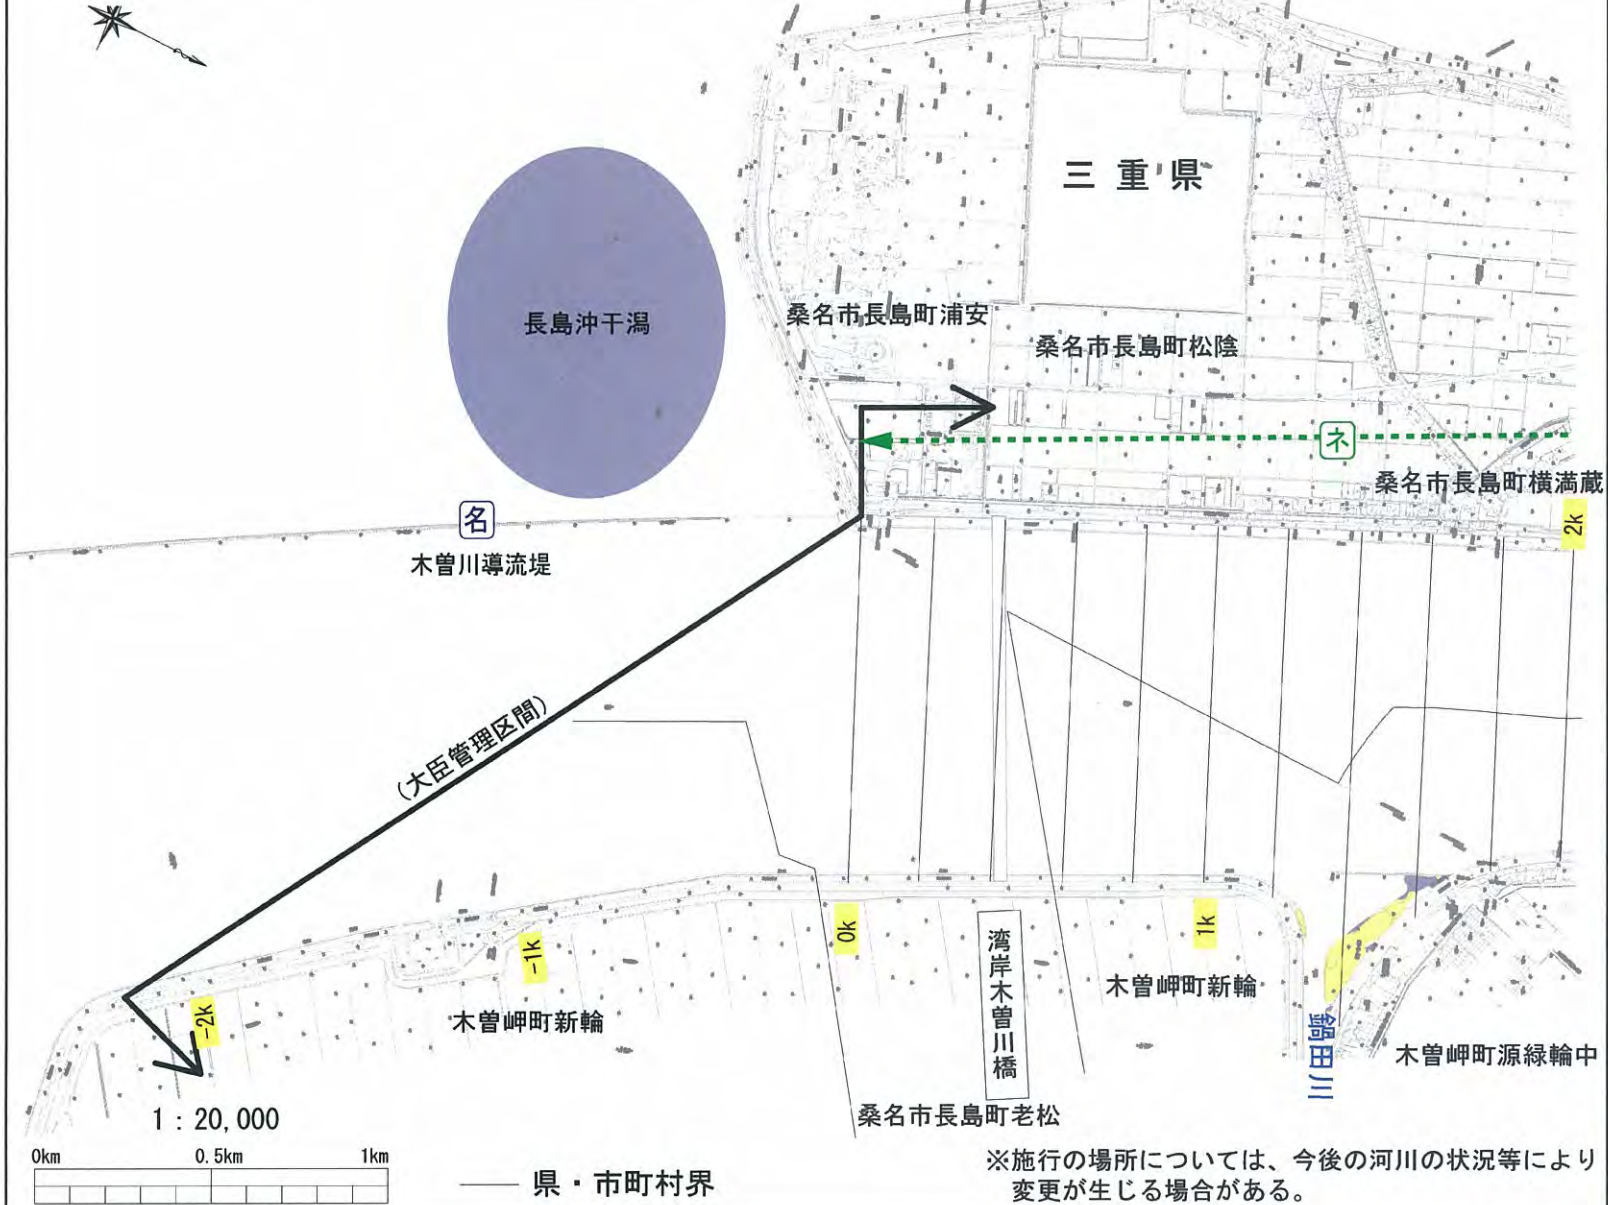 三重県
長島沖干潟
桑名市長島町浦安
桑名市長島町松陰
ネ
桑名市長島町横満蔵
2k
名
木曽川導流堤
(大臣管理区間)
0k
1k
-1k
-2k
湾岸木曽川橋
木曽岬町新輪
木曽岬町新輪
鍋田川
木曽岬町源緑輪中
桑名市長島町老松
1:20,000
0km 0.5km 1km
県・市町村界
※施行の場所については、今後の河川の状況等により
変更が生じる場合がある。